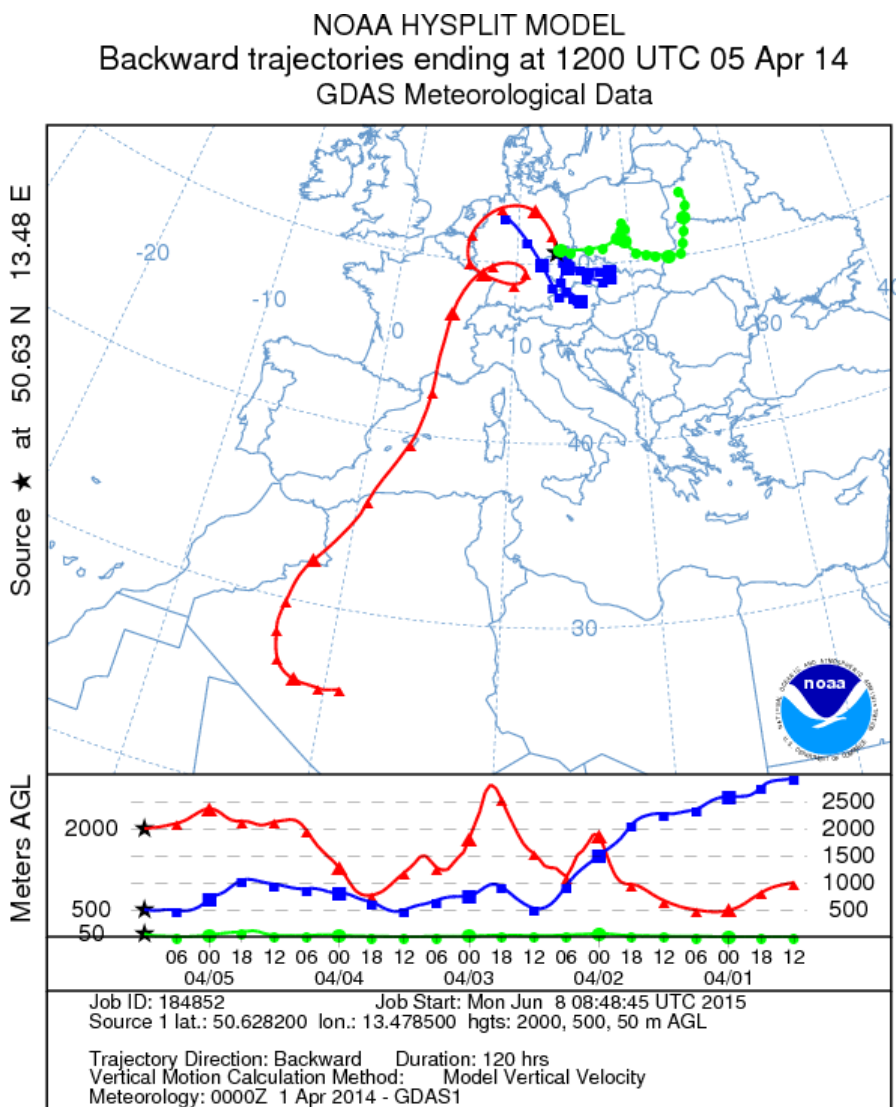 NOAA HYSPLIT MODEL
Backward trajectories ending at 1200 UTC 05 Apr 14
GDAS Meteorological Data
Source ★ at 50.63 N 13.48 E
-20
-10
0
10
20
30
40
40
30
noaa
Meters AGL
2000
500
50
2500
2000
1500
1000
500
06 00 18 12 06 00 18 12 06 00 18 12 06 00 18 12 06 00 18 12
04/05 04/04 04/03 04/02 04/01
Job ID: 184852 Job Start: Mon Jun 8 08:48:45 UTC 2015
Source 1 lat.: 50.628200 lon.: 13.478500 hgts: 2000, 500, 50 m AGL
Trajectory Direction: Backward Duration: 120 hrs
Vertical Motion Calculation Method: Model Vertical Velocity
Meteorology: 0000Z 1 Apr 2014 - GDAS1